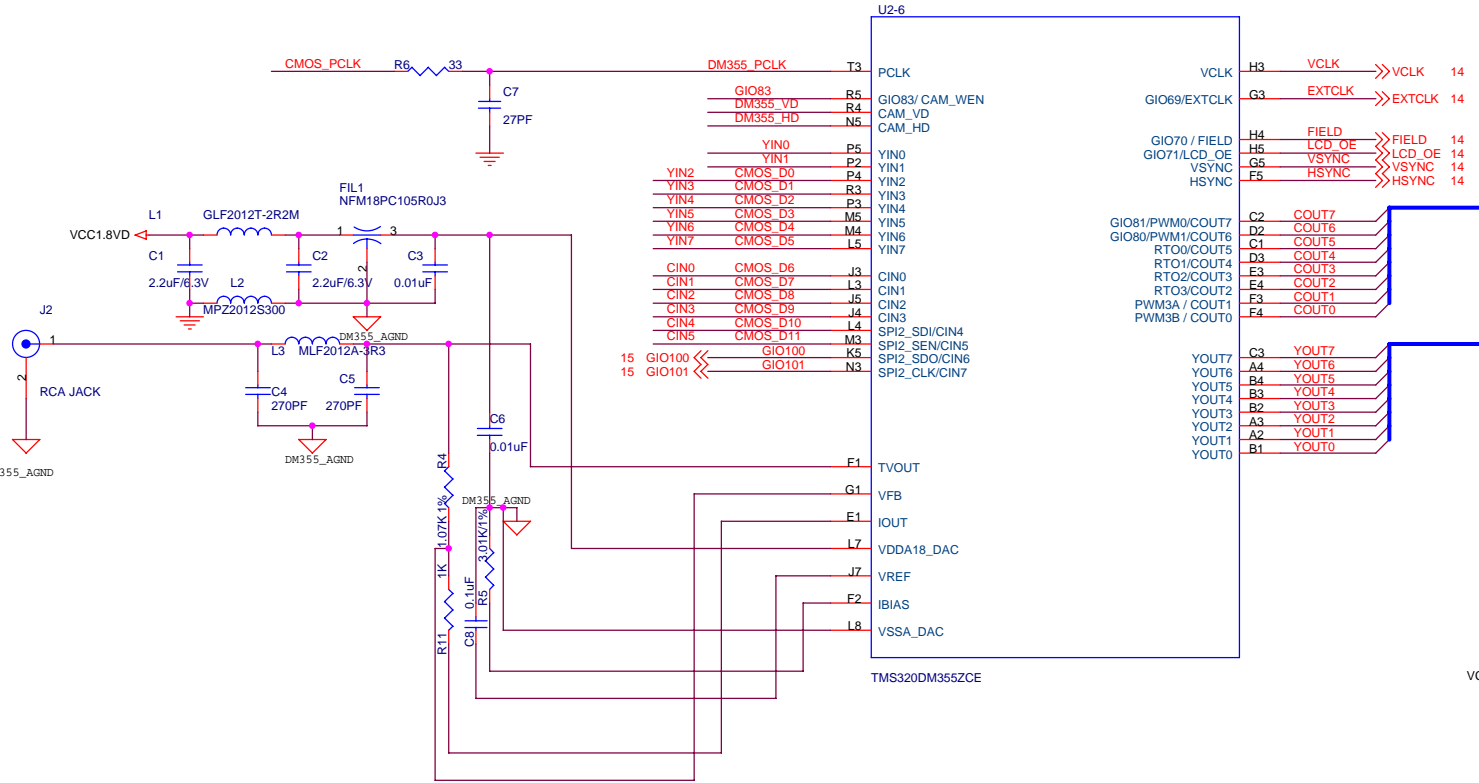 U2-6
CMOS_PCLK R6 33 DM355_PCLK T3 PCLK VCLK H3 VCLK VCLK 14
C7
27PF
GIO83 R5 GIO83/ CAM_WEN GIO69/EXTCLK G3 EXTCLK EXTCLK 14
DM355_VD R4 CAM_VD
DM355_HD N5 CAM_HD
GIO70 / FIELD H4 FIELD FIELD 14
YIN0 P5 YIN0 GIO71/LCD_OE H5 LCD_OE LCD_OE 14
YIN1 P2 YIN1 VSYNC G5 VSYNC VSYNC 14
YIN2 CMOS_D0 P4 YIN2 HSYNC F5 HSYNC HSYNC 14
YIN3 CMOS_D1 R3 YIN3
YIN4 CMOS_D2 P3 YIN4
YIN5 CMOS_D3 M5 YIN5 GIO81/PWM0/COUT7 C2 COUT7
YIN6 CMOS_D4 M4 YIN6 GIO80/PWM1/COUT6 D2 COUT6
YIN7 CMOS_D5 L5 YIN7 RTO0/COUT5 C1 COUT5
RTO1/COUT4 D3 COUT4
CIN0 CMOS_D6 J3 CIN0 RTO2/COUT3 E3 COUT3
CIN1 CMOS_D7 L3 CIN1 RTO3/COUT2 E4 COUT2
CIN2 CMOS_D8 J5 CIN2 PWM3A / COUT1 F3 COUT1
CIN3 CMOS_D9 J4 CIN3 PWM3B / COUT0 F4 COUT0
CIN4 CMOS_D10 L4 SPI2_SDI/CIN4
CIN5 CMOS_D11 M3 SPI2_SEN/CIN5
15 GIO100 GIO100 K5 SPI2_SDO/CIN6 YOUT7 C3 YOUT7
15 GIO101 GIO101 N3 SPI2_CLK/CIN7 YOUT6 A4 YOUT6
YOUT5 B4 YOUT5
YOUT4 B3 YOUT4
YOUT3 B2 YOUT3
YOUT2 A3 YOUT2
YOUT1 A2 YOUT1
YOUT0 B1 YOUT0
FIL1
NFM18PC105R0J3
L1
GLF2012T-2R2M
VCC1.8VD 1 3
C1 C2 2 C3
2.2uF/6.3V L2 2.2uF/6.3V 0.01uF
MPZ2012S300
DM355_AGND
J2
1
2
RCA JACK
L3 MLF2012A-3R3
C4 C5
270PF 270PF
DM355_AGND
355_AGND
C6
0.01uF
R4
1.07K 1%
DM355_AGND
3.01K/1%
R5
0.1uF
C8
1K
R11
F1 TVOUT
G1 VFB
E1 IOUT
L7 VDDA18_DAC
J7 VREF
F2 IBIAS
L8 VSSA_DAC
TMS320DM355ZCE
VC